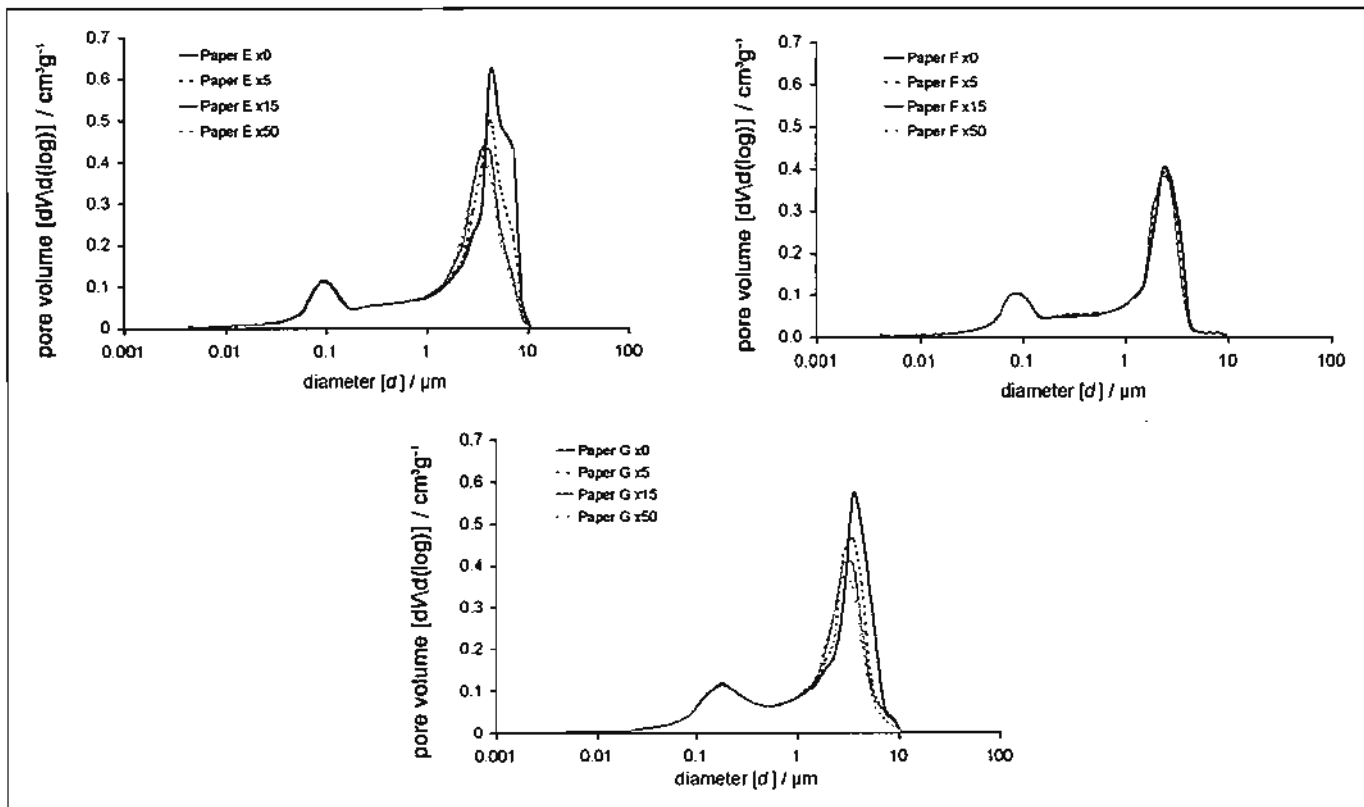 0.7
0.6
0.5
0.4
0.3
0.2
0.1
0
pore volume [dV\d(log)] / cm³g⁻¹
Paper E x0
Paper E x5
Paper E x15
Paper E x50
0.001 0.01 0.1 1 10 100
diameter [d] / µm
0.7
0.6
0.5
0.4
0.3
0.2
0.1
0.0
pore volume [dV\d(log)] / cm³g⁻¹
Paper F x0
Paper F x5
Paper F x15
Paper F x50
0.001 0.01 0.1 1 10 100
diameter [d] / µm
0.7
0.6
0.5
0.4
0.3
0.2
0.1
0
pore volume [dV\d(log)] / cm³g⁻¹
Paper G x0
Paper G x5
Paper G x15
Paper G x50
0.001 0.01 0.1 1 10 100
diameter [d] / µm